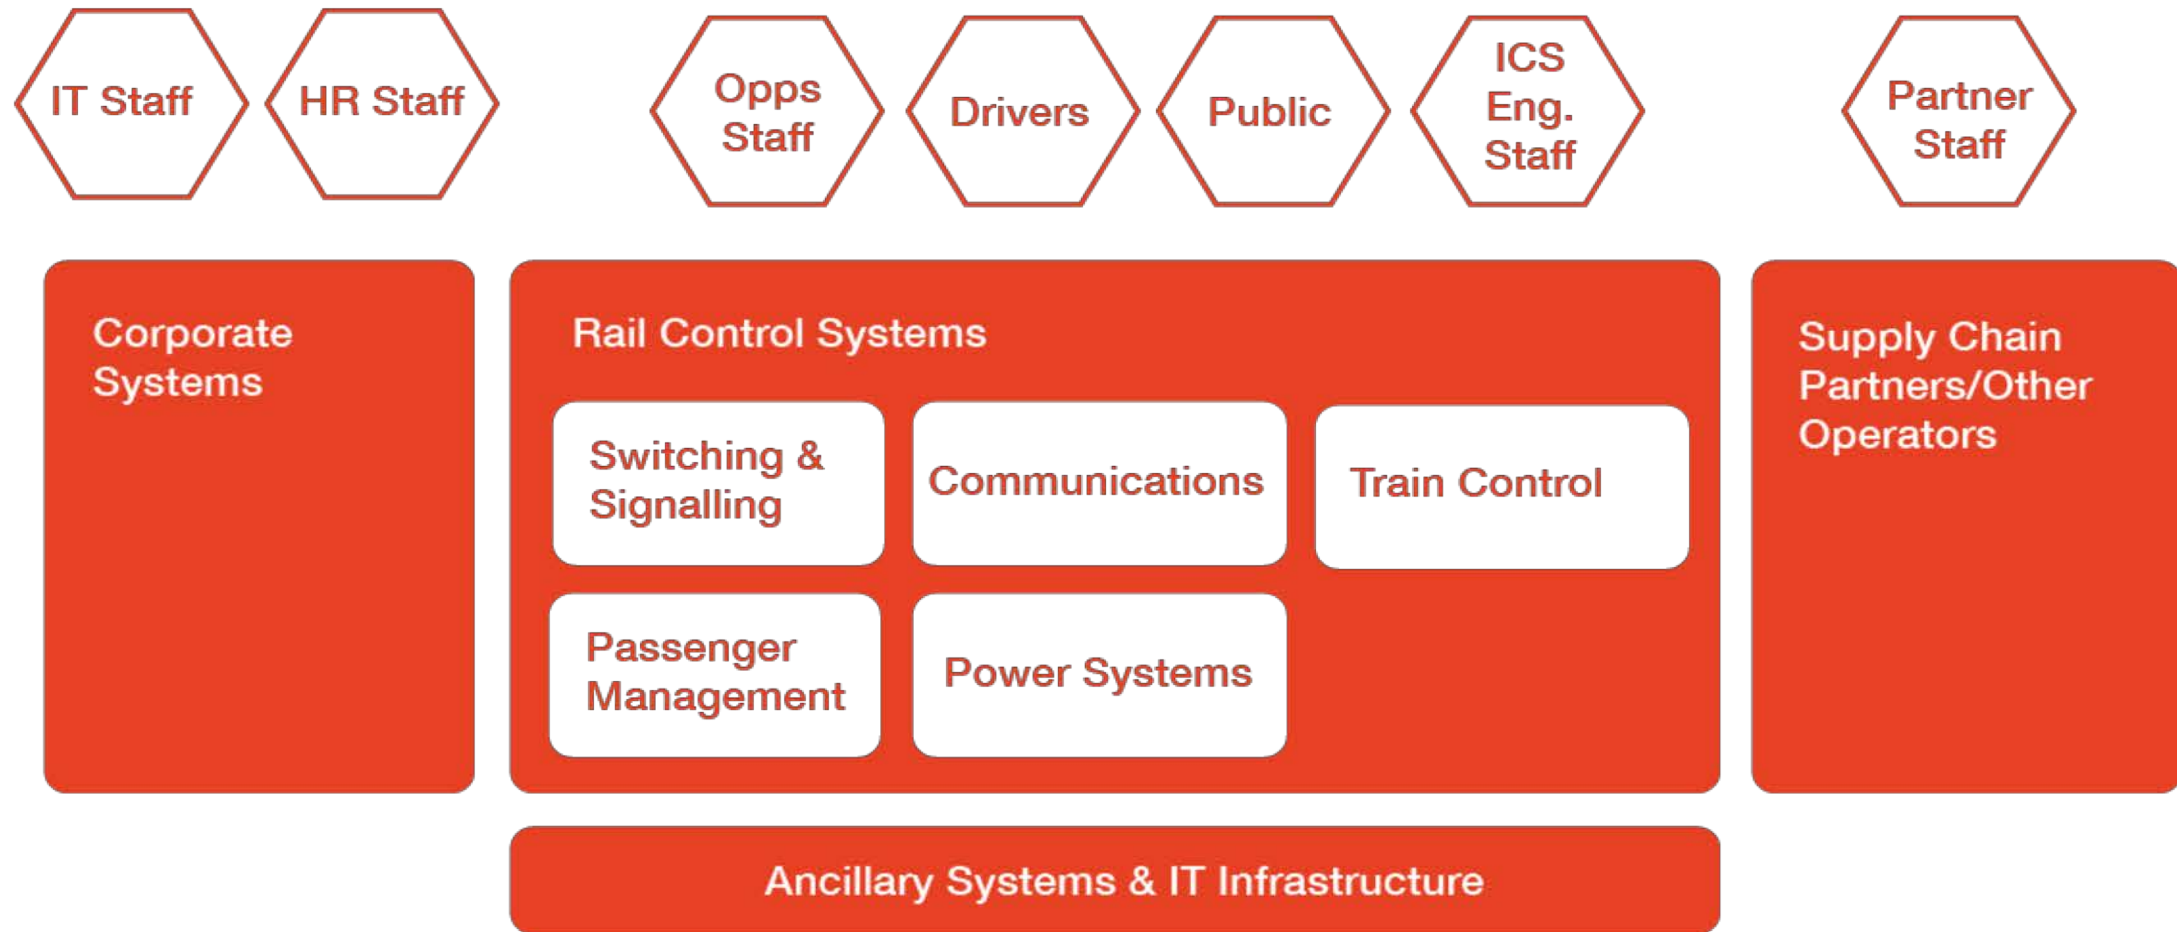 IT Staff
HR Staff
Opps
Staff
Drivers
Public
ICS
Eng.
Staff
Partner
Staff
Corporate
Systems
Rail Control Systems
Switching &
Signalling
Communications
Train Control
Passenger
Management
Power Systems
Supply Chain
Partners/Other
Operators
Ancillary Systems & IT Infrastructure